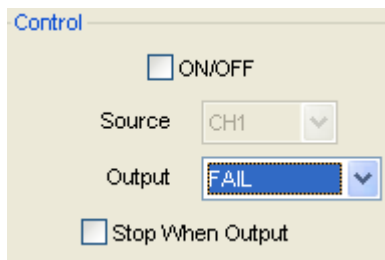 Control
ON/OFF
Source CH1
Output FAIL
Stop When Output